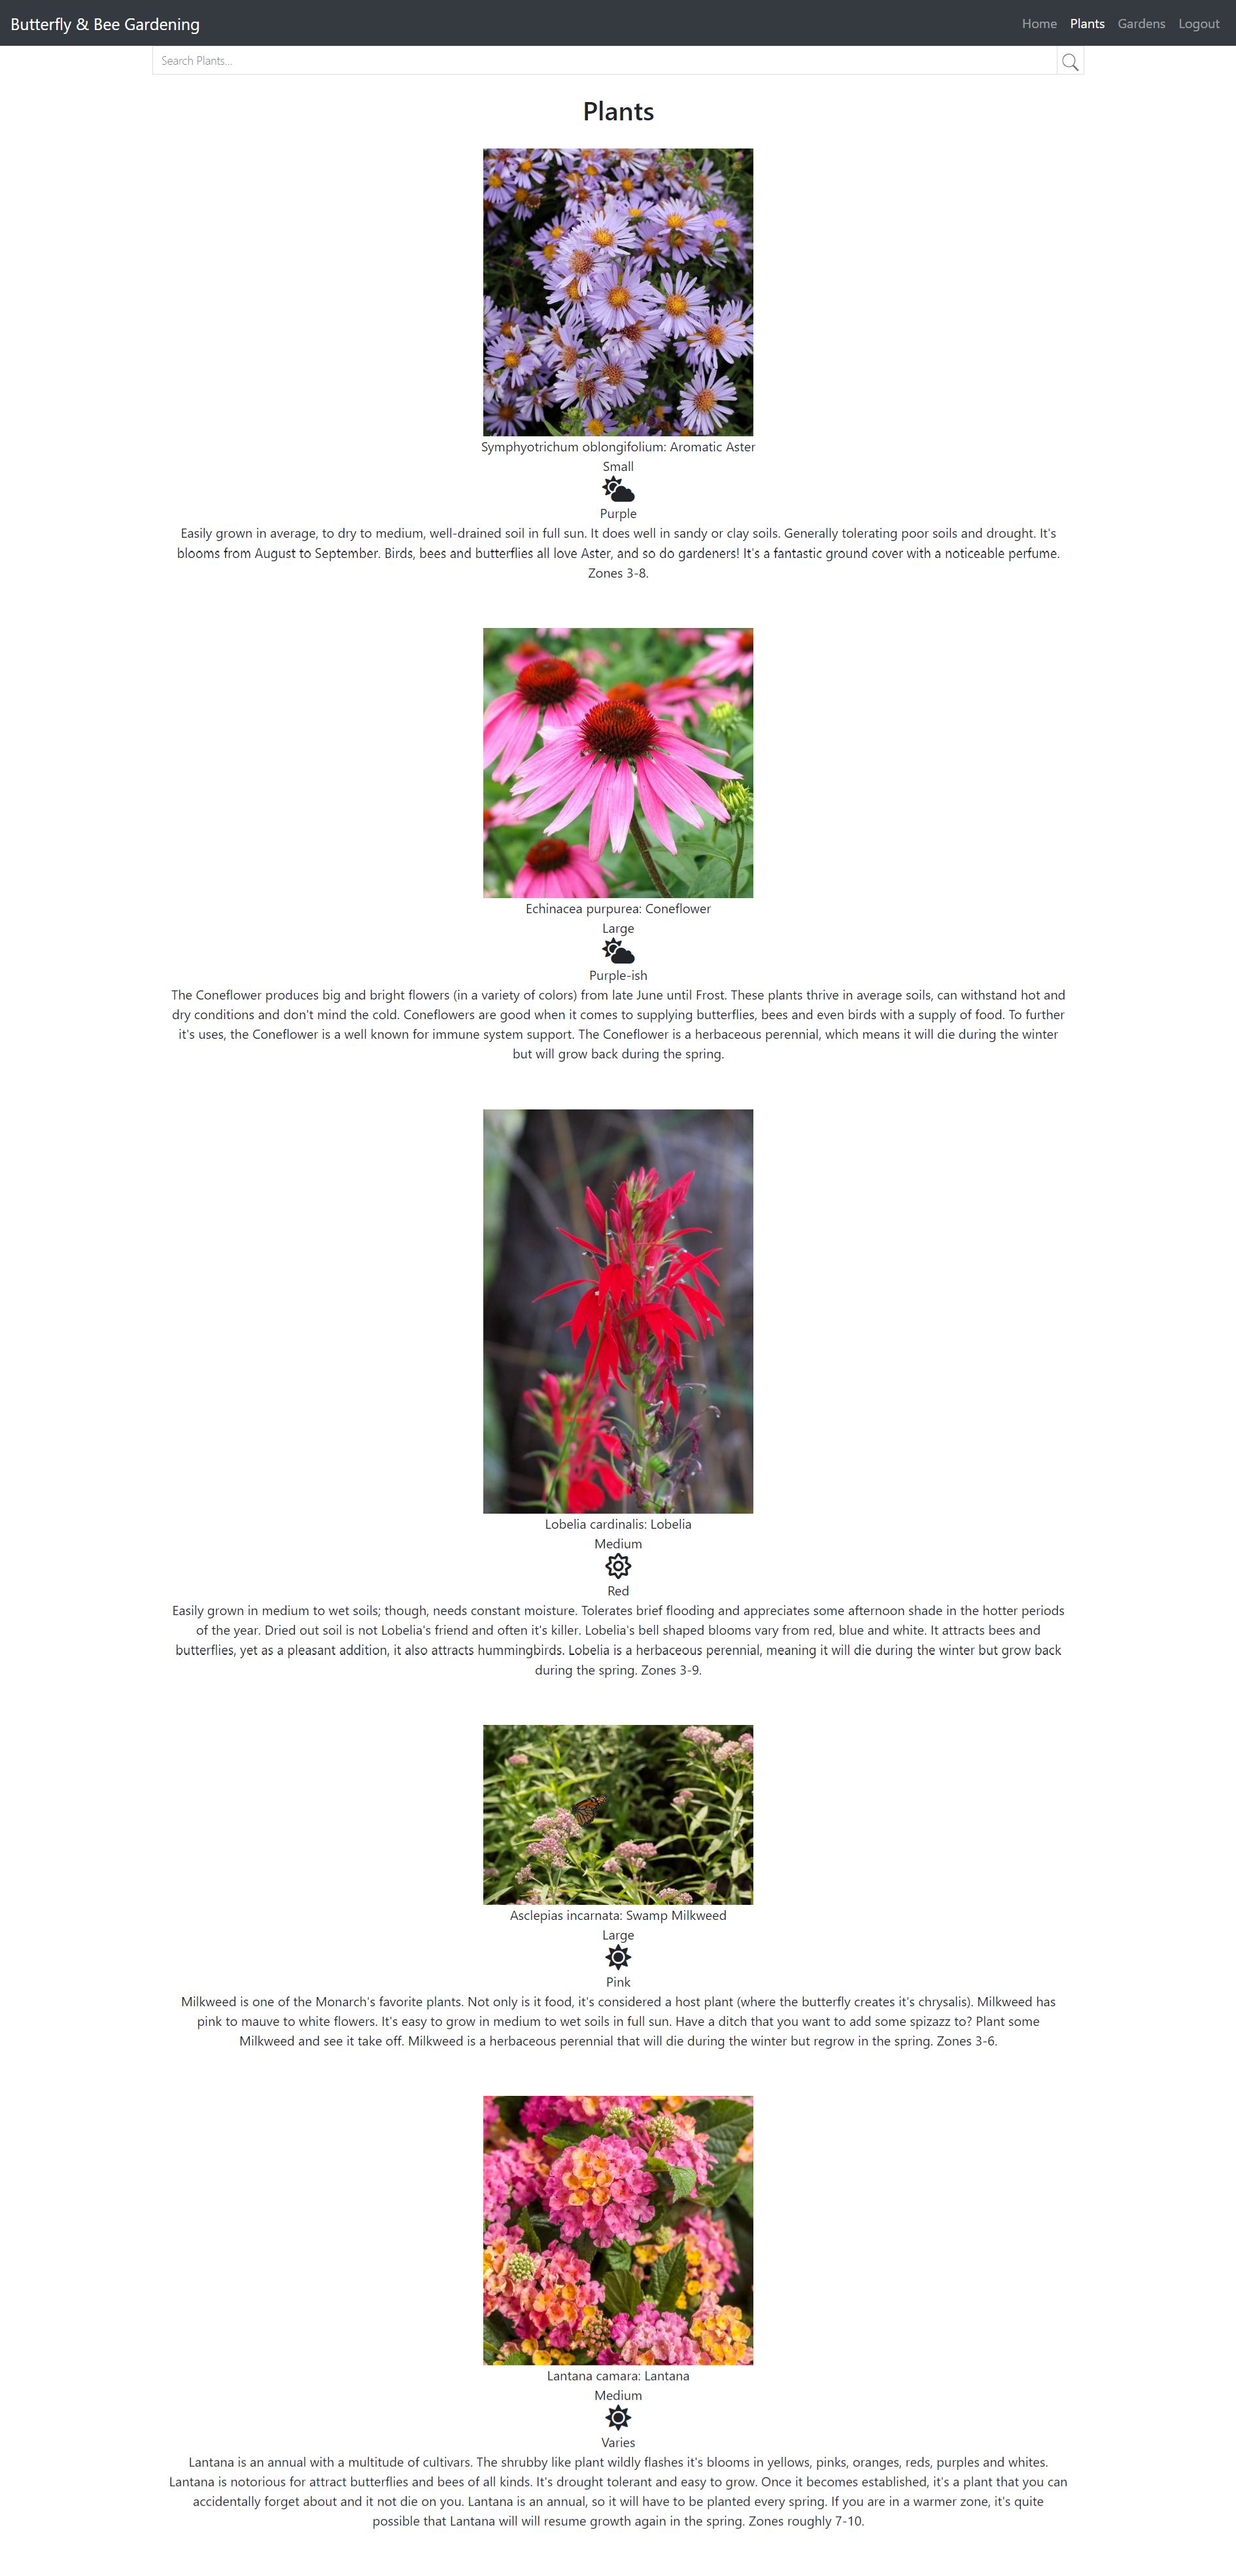 Butterfly & Bee Gardening
Home Plants Gardens Logout
Search Plants...
Plants
Symphyotrichum oblongifolium: Aromatic Aster
Small
Purple
Easily grown in average, to dry to medium, well-drained soil in full sun. It does well in sandy or clay soils. Generally tolerating poor soils and drought. It's
blooms from August to September. Birds, bees and butterflies all love Aster, and so do gardeners! It's a fantastic ground cover with a noticeable perfume.
Zones 3-8.
Echinacea purpurea: Coneflower
Large
Purple-ish
The Coneflower produces big and bright flowers (in a variety of colors) from late June until Frost. These plants thrive in average soils, can withstand hot and
dry conditions and don't mind the cold. Coneflowers are good when it comes to supplying butterflies, bees and even birds with a supply of food. To further
it's uses, the Coneflower is a well known for immune system support. The Coneflower is a herbaceous perennial, which means it will die during the winter
but will grow back during the spring.
Lobelia cardinalis: Lobelia
Medium
Red
Easily grown in medium to wet soils; though, needs constant moisture. Tolerates brief flooding and appreciates some afternoon shade in the hotter periods
of the year. Dried out soil is not Lobelia's friend and often it's killer. Lobelia's bell shaped blooms vary from red, blue and white. It attracts bees and
butterflies, yet as a pleasant addition, it also attracts hummingbirds. Lobelia is a herbaceous perennial, meaning it will die during the winter but grow back
during the spring. Zones 3-9.
Asclepias incarnata: Swamp Milkweed
Large
Pink
Milkweed is one of the Monarch's favorite plants. Not only is it food, it's considered a host plant (where the butterfly creates it's chrysalis). Milkweed has
pink to mauve to white flowers. It's easy to grow in medium to wet soils in full sun. Have a ditch that you want to add some spizazz to? Plant some
Milkweed and see it take off. Milkweed is a herbaceous perennial that will die during the winter but regrow in the spring. Zones 3-6.
Lantana camara: Lantana
Medium
Varies
Lantana is an annual with a multitude of cultivars. The shrubby like plant wildly flashes it's blooms in yellows, pinks, oranges, reds, purples and whites.
Lantana is notorious for attract butterflies and bees of all kinds. It's drought tolerant and easy to grow. Once it becomes established, it's a plant that you can
accidentally forget about and it not die on you. Lantana is an annual, so it will have to be planted every spring. If you are in a warmer zone, it's quite
possible that Lantana will will resume growth again in the spring. Zones roughly 7-10.